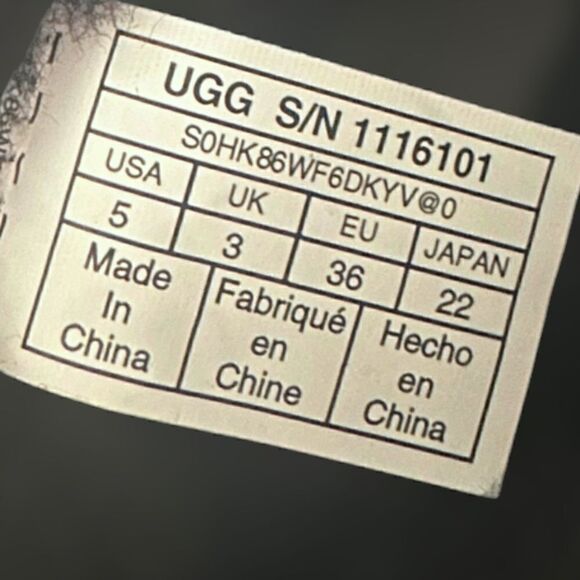 UGG S/N 1116101
S0HK86WF6DKYV@0
USA UK EU JAPAN
5 3 36 22
Made In China
Fabriqué en Chine
Hecho en China